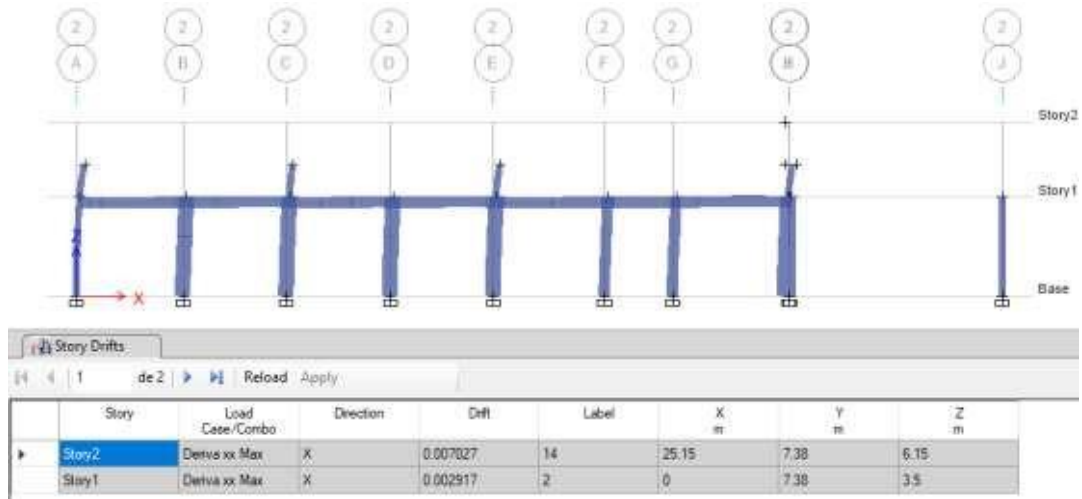 2 2 2 2 2 2 2 2 2
A B C D E F G H J
Story2
Story1
Z
X
Base
Story Drifts
1 de 2 Reload Apply
Story Load Case/Combo Direction Drift Label X m Y m Z m
Story2 Deriva xx Max X 0.007027 14 25.15 7.38 6.15
Story1 Deriva xx Max X 0.002917 2 0 7.38 3.5